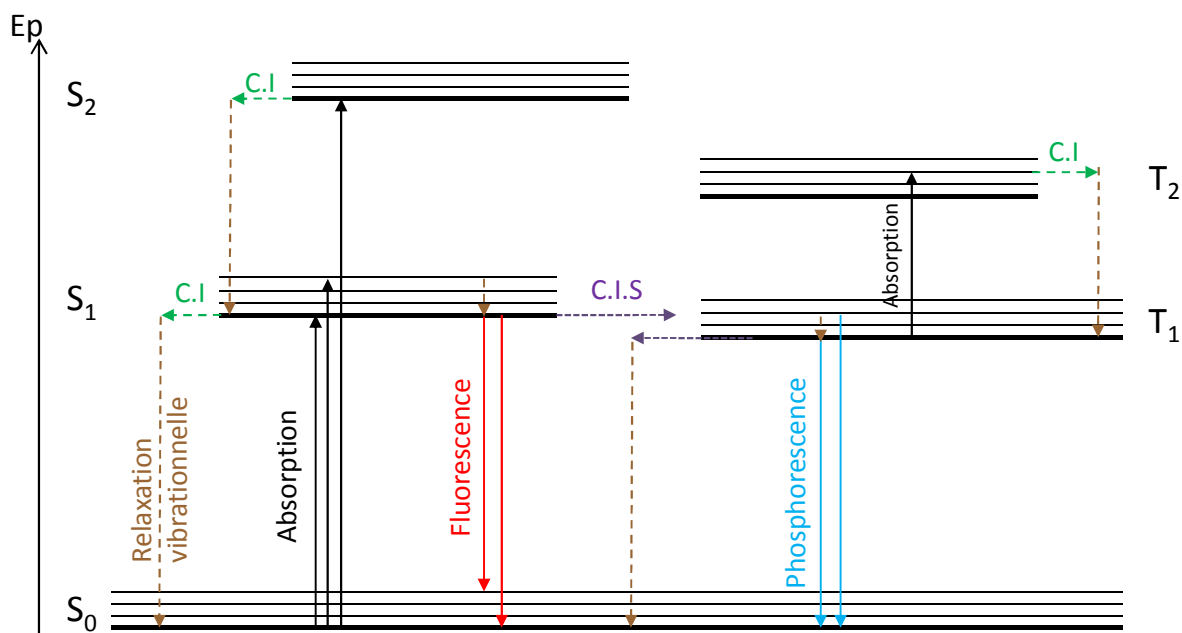 Ep
S2
C.I
C.I
T2
Absorption
S1
C.I
C.I.S
T1
Relaxation
vibrationnelle
Absorption
Fluorescence
Phosphorescence
S0